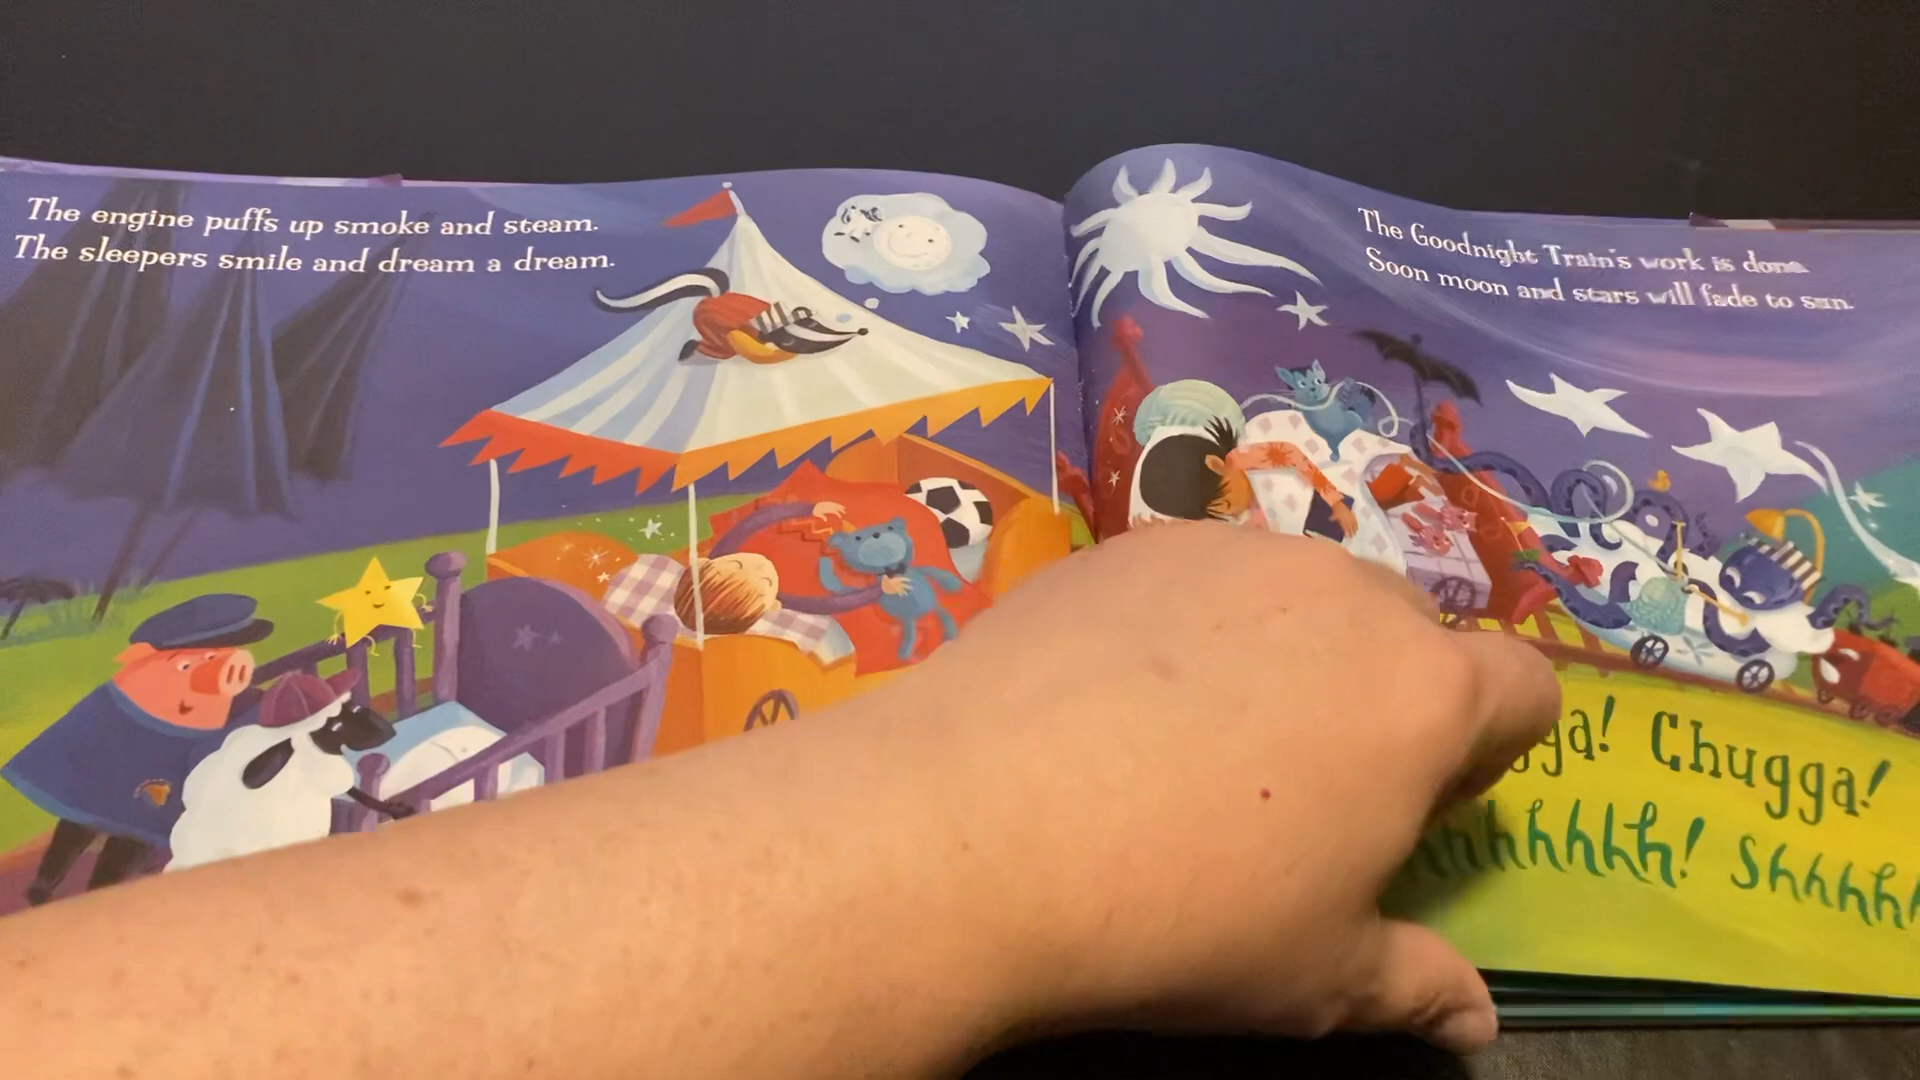 The engine puffs up smoke and steam.
The sleepers smile and dream a dream.
The Goodnight Train's work is done.
Soon moon and stars will fade to sun.
Chugga!
Shhhh